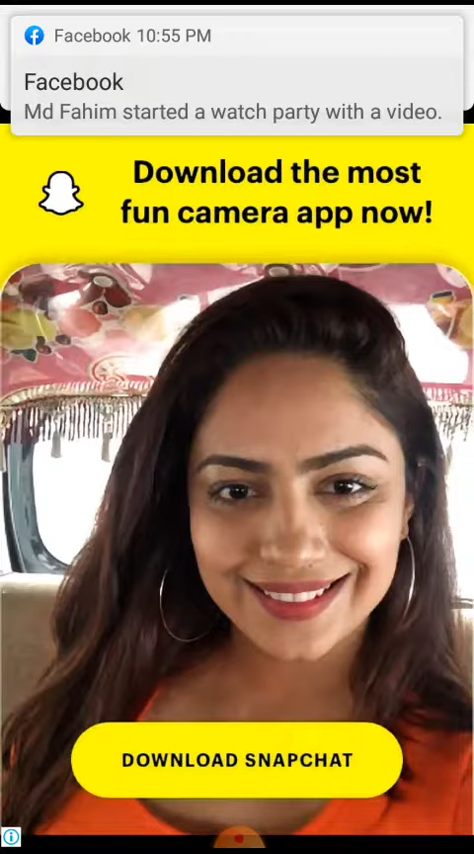 Facebook 10:55 PM
Facebook
Md Fahim started a watch party with a video.
Download the most
fun camera app now!
DOWNLOAD SNAPCHAT